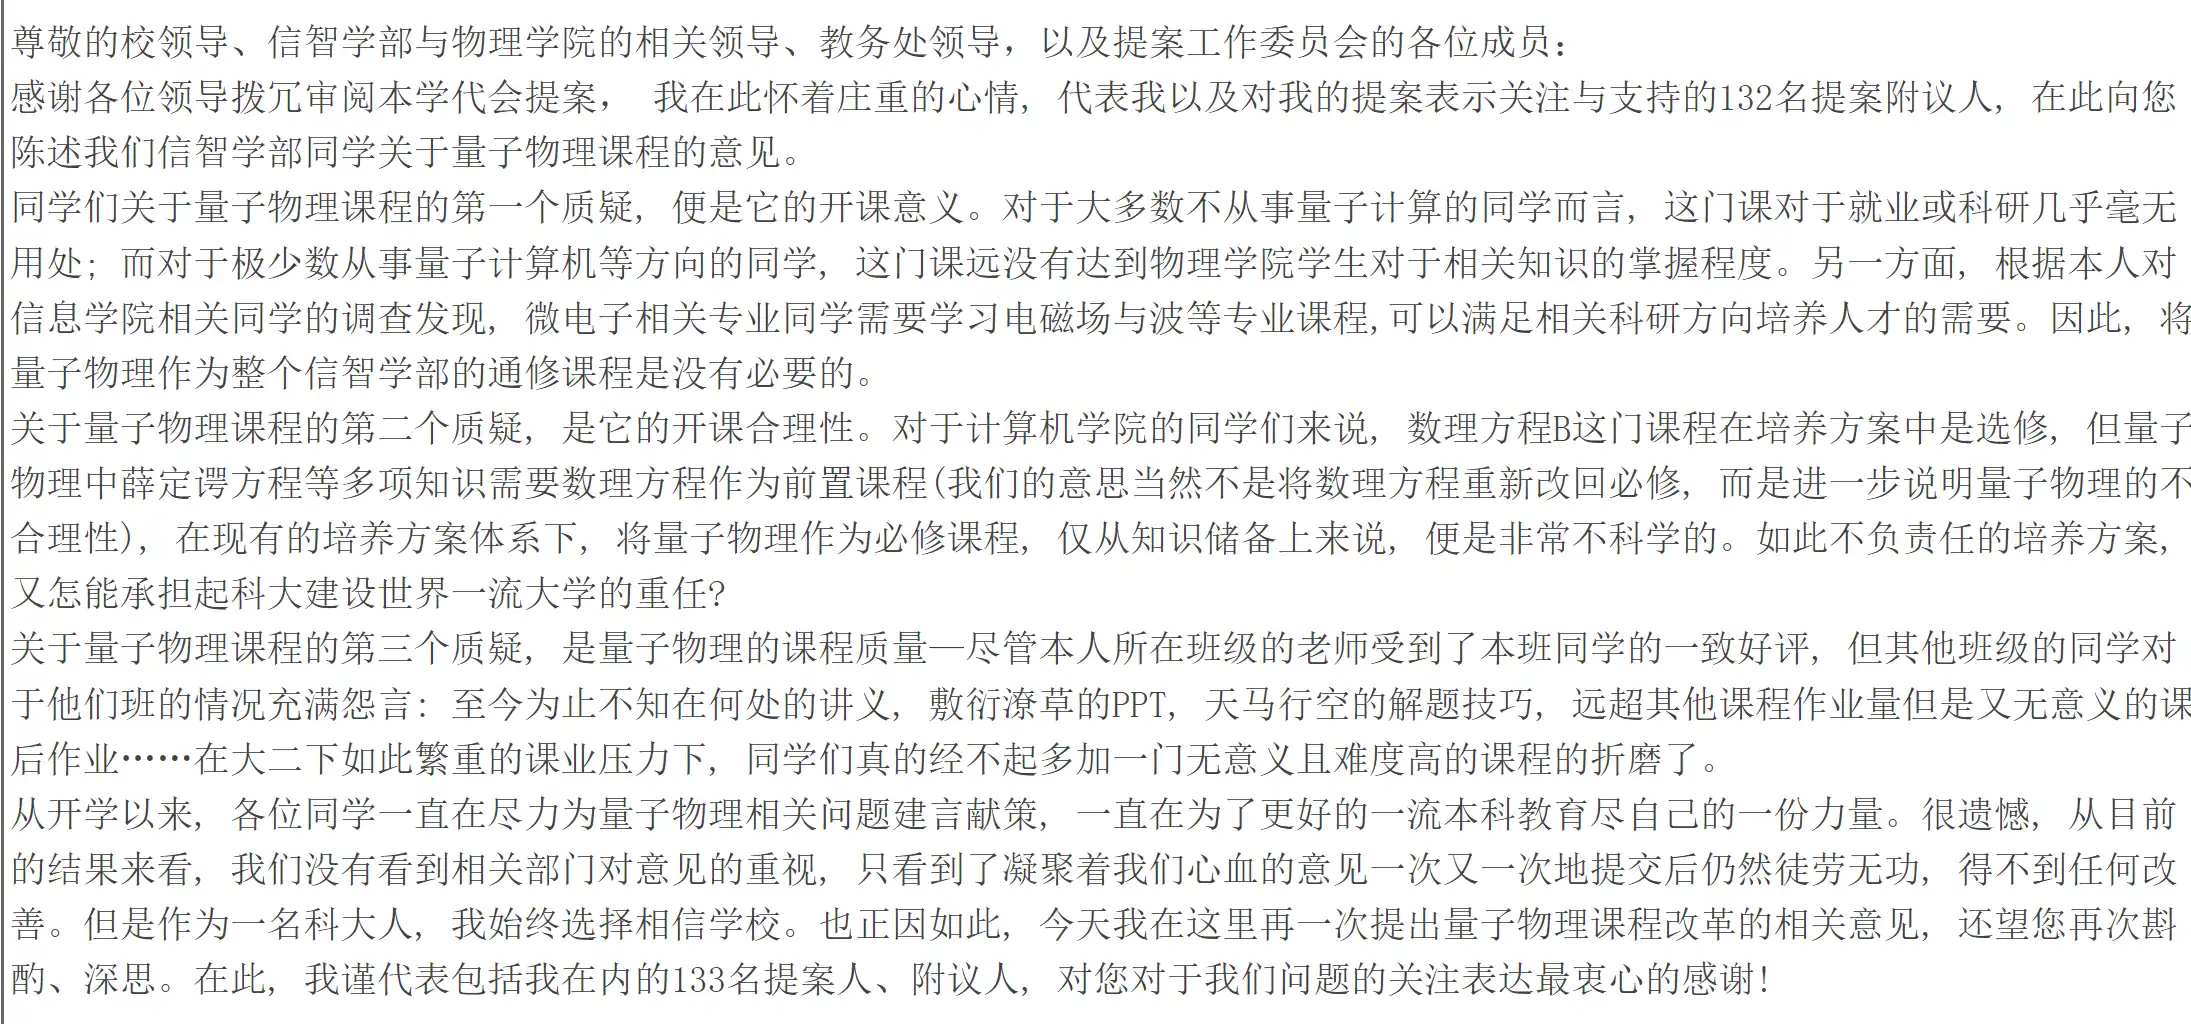 尊敬的校领导、信智学部与物理学院的相关领导、教务处领导，以及提案工作委员会的各位成员：
感谢各位领导拨冗审阅本学代会提案， 我在此怀着庄重的心情，代表我以及对我的提案表示关注与支持的132名提案附议人，在此向您
陈述我们信智学部同学关于量子物理课程的意见。
同学们关于量子物理课程的第一个质疑，便是它的开课意义。对于大多数不从事量子计算的同学而言，这门课对于就业或科研几乎毫无
用处；而对于极少数从事量子计算机等方向的同学，这门课远没有达到物理学院学生对于相关知识的掌握程度。另一方面，根据本人对
信息学院相关同学的调查发现，微电子相关专业同学需要学习电磁场与波等专业课程,可以满足相关科研方向培养人才的需要。因此，将
量子物理作为整个信智学部的通修课程是没有必要的。
关于量子物理课程的第二个质疑，是它的开课合理性。对于计算机学院的同学们来说，数理方程B这门课程在培养方案中是选修，但量子
物理中薛定谔方程等多项知识需要数理方程作为前置课程(我们的意思当然不是将数理方程重新改回必修，而是进一步说明量子物理的不
合理性)，在现有的培养方案体系下，将量子物理作为必修课程，仅从知识储备上来说，便是非常不科学的。如此不负责任的培养方案，
又怎能承担起科大建设世界一流大学的重任?
关于量子物理课程的第三个质疑，是量子物理的课程质量—尽管本人所在班级的老师受到了本班同学的一致好评，但其他班级的同学对
于他们班的情况充满怨言：至今为止不知在何处的讲义，敷衍潦草的PPT，天马行空的解题技巧，远超其他课程作业量但是又无意义的课
后作业……在大二下如此繁重的课业压力下，同学们真的经不起多加一门无意义且难度高的课程的折磨了。
从开学以来，各位同学一直在尽力为量子物理相关问题建言献策，一直在为了更好的一流本科教育尽自己的一份力量。很遗憾，从目前
的结果来看，我们没有看到相关部门对意见的重视，只看到了凝聚着我们心血的意见一次又一次地提交后仍然徒劳无功，得不到任何改
善。但是作为一名科大人，我始终选择相信学校。也正因如此，今天我在这里再一次提出量子物理课程改革的相关意见，还望您再次斟
酌、深思。在此，我谨代表包括我在内的133名提案人、附议人，对您对于我们问题的关注表达最衷心的感谢!